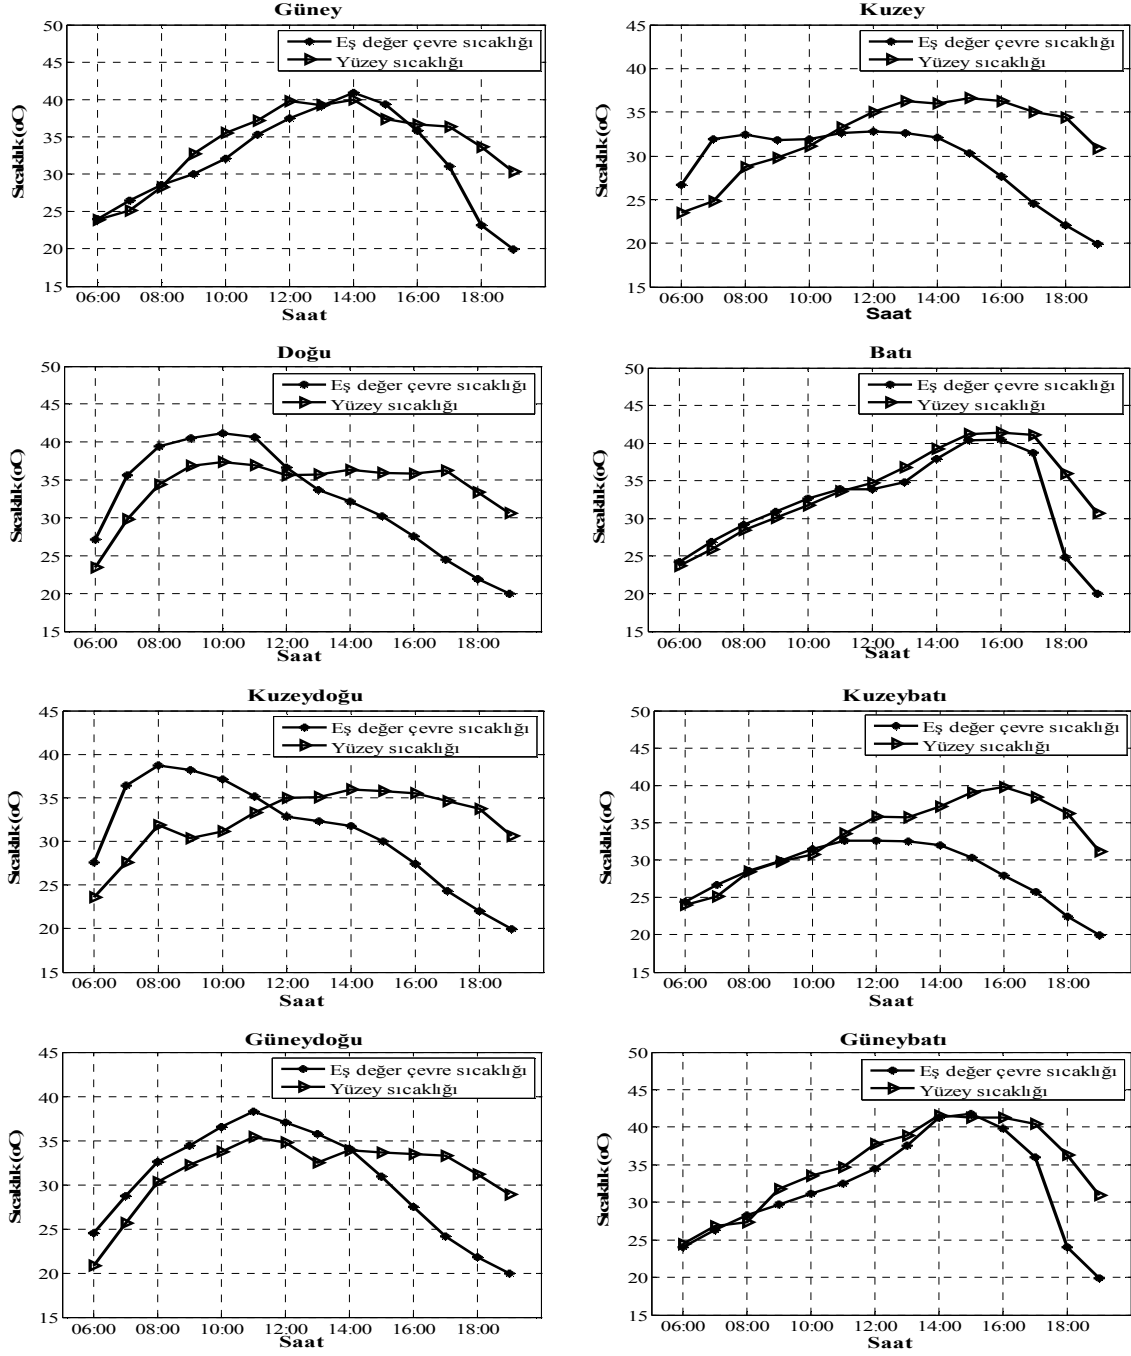 Güney
50
45
40
35
30
25
20
15
Sıcaklık (oC)
Eş değer çevre sıcaklığı
Yüzey sıcaklığı
06:00 08:00 10:00 12:00 14:00 16:00 18:00
Saat
Kuzey
45
40
35
30
25
20
15
Sıcaklık (oC)
Eş değer çevre sıcaklığı
Yüzey sıcaklığı
06:00 08:00 10:00 12:00 14:00 16:00 18:00
Saat
Doğu
50
45
40
35
30
25
20
15
Sıcaklık (oC)
Eş değer çevre sıcaklığı
Yüzey sıcaklığı
06:00 08:00 10:00 12:00 14:00 16:00 18:00
Saat
Batı
50
45
40
35
30
25
20
15
Sıcaklık (oC)
Eş değer çevre sıcaklığı
Yüzey sıcaklığı
06:00 08:00 10:00 12:00 14:00 16:00 18:00
Saat
Kuzeydoğu
45
40
35
30
25
20
15
Sıcaklık (oC)
Eş değer çevre sıcaklığı
Yüzey sıcaklığı
06:00 08:00 10:00 12:00 14:00 16:00 18:00
Saat
Kuzeybatı
50
45
40
35
30
25
20
15
Sıcaklık (oC)
Eş değer çevre sıcaklığı
Yüzey sıcaklığı
06:00 08:00 10:00 12:00 14:00 16:00 18:00
Saat
Güneydoğu
45
40
35
30
25
20
15
Sıcaklık (oC)
Eş değer çevre sıcaklığı
Yüzey sıcaklığı
06:00 08:00 10:00 12:00 14:00 16:00 18:00
Saat
Güneybatı
50
45
40
35
30
25
20
15
Sıcaklık (oC)
Eş değer çevre sıcaklığı
Yüzey sıcaklığı
06:00 08:00 10:00 12:00 14:00 16:00 18:00
Saat